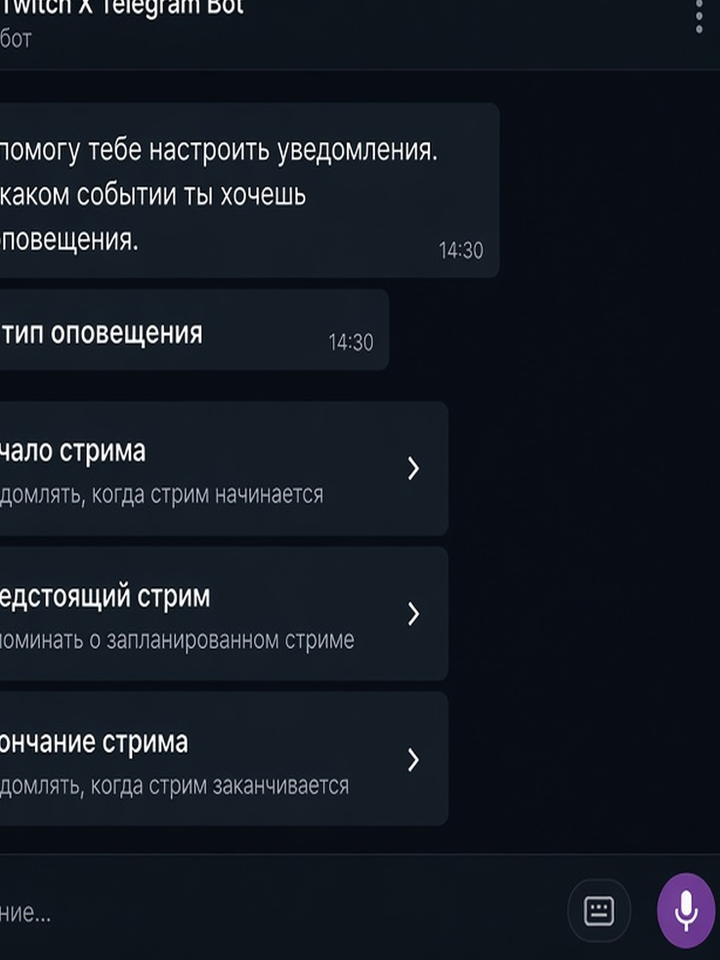 Twitch X Telegram Bot
бот
помогу тебе настроить уведомления.
каком событии ты хочешь
оповещения.
14:30
тип оповещения
14:30
чало стрима
домлять, когда стрим начинается
едстоящий стрим
поминать о запланированном стриме
ончание стрима
домлять, когда стрим заканчивается
ние...